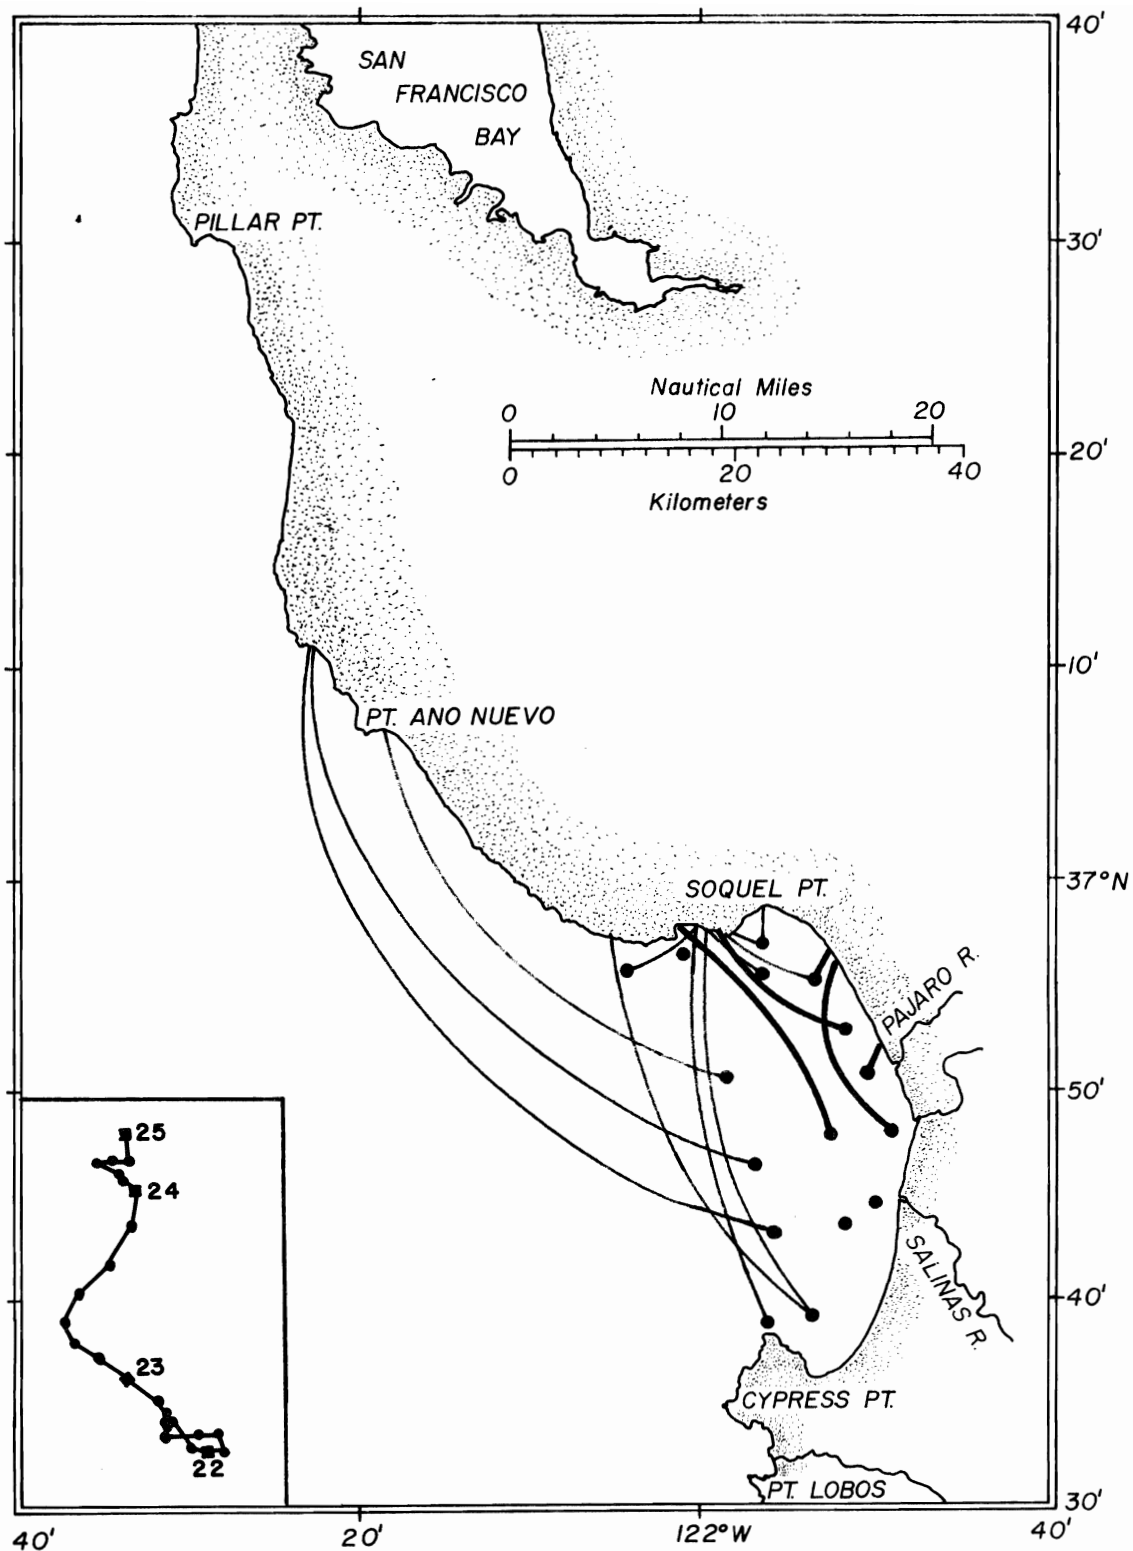 40'
SAN
FRANCISCO
BAY
PILLAR PT.
30'
Nautical Miles
0 10 20
0 20 40
Kilometers
20'
10'
PT. ANO NUEVO
SOQUEL PT.
37°N
PAJARO R.
50'
25
24
SALINAS R.
40'
23
CYPRESS PT.
22
PT. LOBOS
30'
40' 20' 122°W 40'